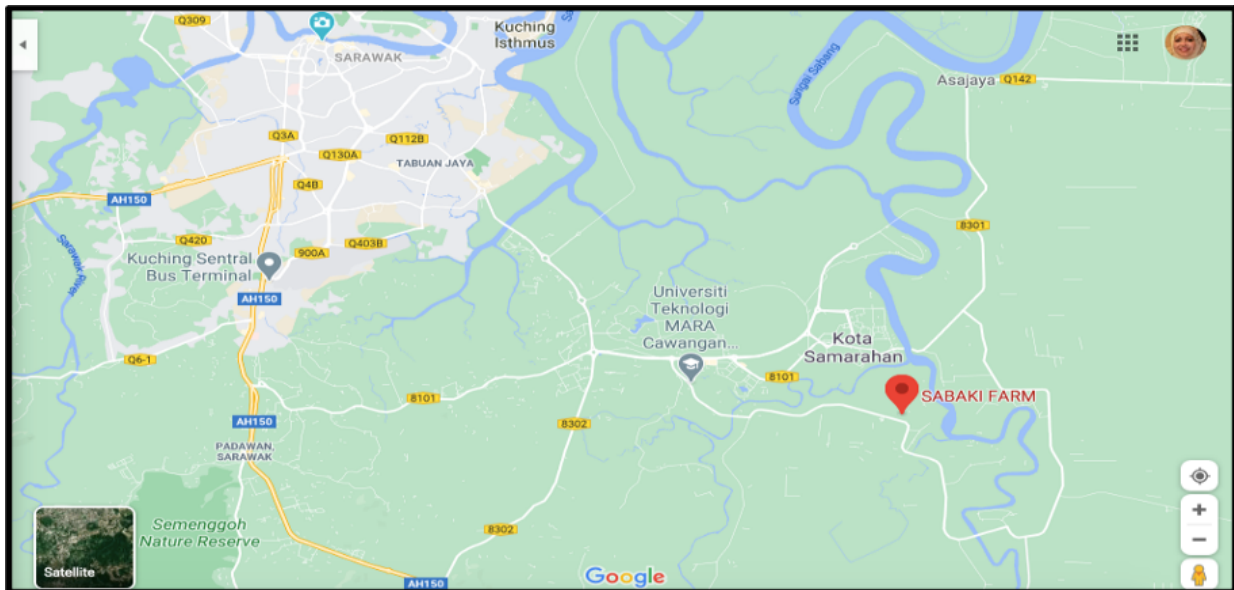 Q309
Kuching
Isthmus
SARAWAK
Sungai Sabang
Asajaya
Q142
Q3A
Q112B
Q130A
TABUAN JAYA
Q4B
AH150
8301
Q420
Q403B
900A
Sarawak River
Kuching Sentral
Bus Terminal
AH150
Universiti
Teknologi
MARA
Cawangan...
Kota
Samarahan
Q6-1
8101
8101
SABAKI FARM
AH150
8302
PADAWAN,
SARAWAK
Semenggoh
Nature Reserve
8302
Satellite
Google
AH150